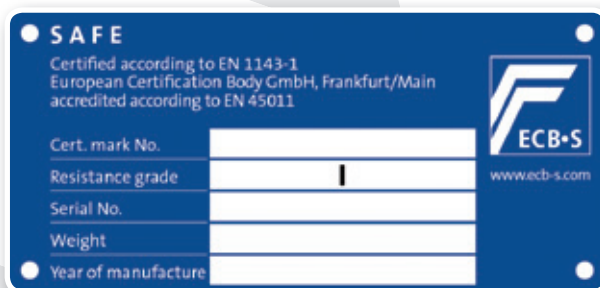 SAFE
Certified according to EN 1143-1
European Certification Body GmbH, Frankfurt/Main
accredited according to EN 45011
ECB•S
www.ecb-s.com
Cert. mark No.
Resistance grade I
Serial No.
Weight
Year of manufacture